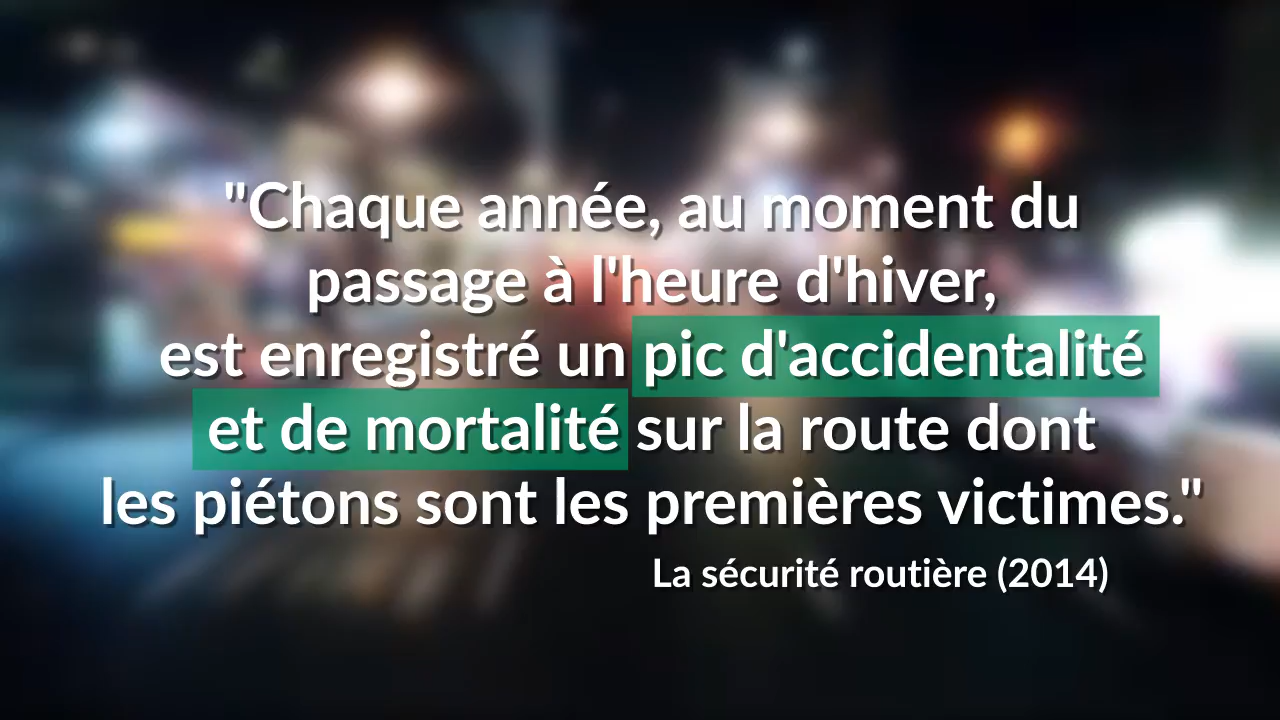 "Chaque année, au moment du
passage à l'heure d'hiver,
est enregistré un pic d'accidentalité
et de mortalité sur la route dont
les piétons sont les premières victimes."
La sécurité routière (2014)